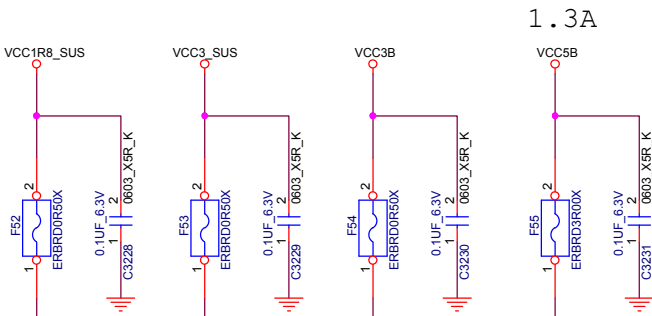 1.3A
VCC1R8_SUS
VCC3_SUS
VCC3B
VCC5B
2
F52
1
ERBRD0R50X
0.1UF_6.3V
2
1
0603_X5R_K
C3228
2
F53
1
ERBRD0R50X
0.1UF_6.3V
2
1
0603_X5R_K
C3229
2
F54
1
ERBRD0R50X
0.1UF_6.3V
2
1
0603_X5R_K
C3230
2
F55
1
ERBRD3R00X
0.1UF_6.3V
2
1
0603_X5R_K
C3231